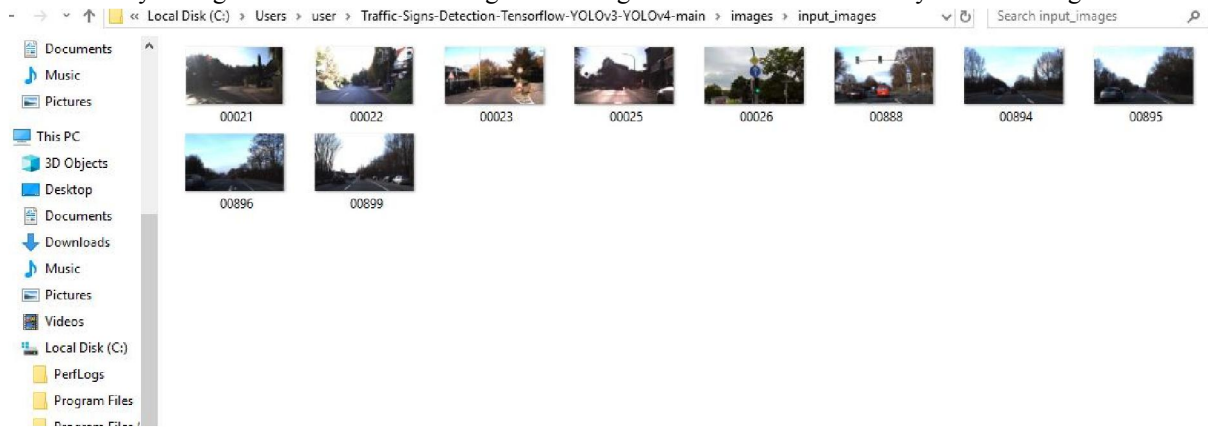 « Local Disk (C:) > Users > user > Traffic-Signs-Detection-Tensorflow-YOLOv3-YOLOv4-main > images > input_images
Search input_images
Documents
Music
Pictures
This PC
3D Objects
Desktop
Documents
Downloads
Music
Pictures
Videos
Local Disk (C:)
PerfLogs
Program Files
Program Files
00021 00022 00023 00025 00026 00888 00894 00895
00896 00899